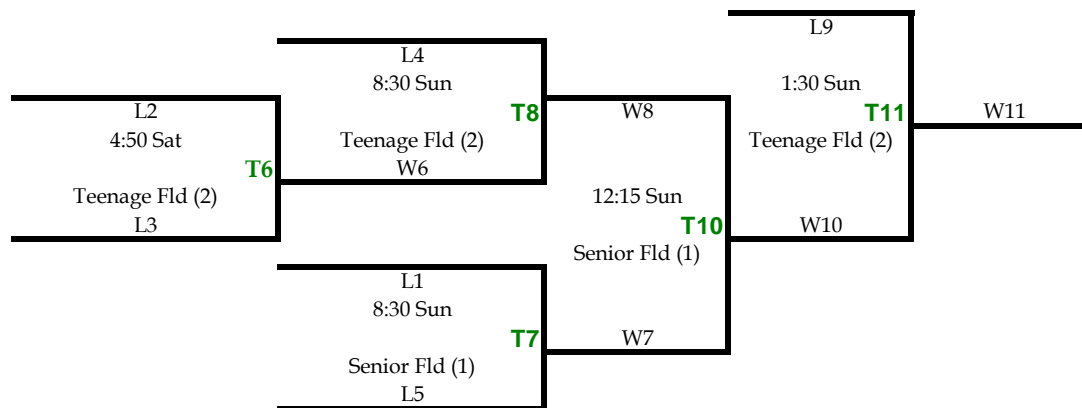 L9
L4
8:30 Sun
1:30 Sun
L2
T8
W8
T11
W11
4:50 Sat
Teenage Fld (2)
Teenage Fld (2)
T6
W6
Teenage Fld (2)
12:15 Sun
L3
T10
W10
Senior Fld (1)
L1
8:30 Sun
T7
W7
Senior Fld (1)
L5